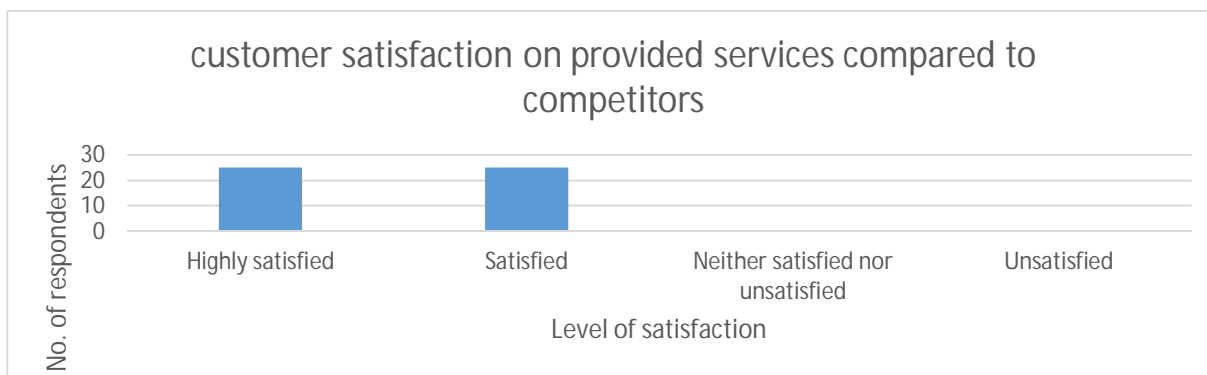 customer satisfaction on provided services compared to
competitors
No. of respondents
30
20
10
0
Highly satisfied
Satisfied
Neither satisfied nor
unsatisfied
Unsatisfied
Level of satisfaction